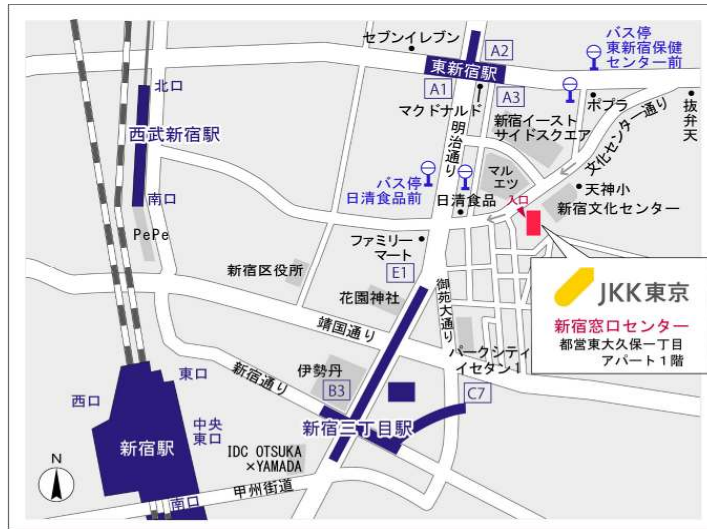 セブンイレブン
A2
バス停
東新宿保健
センター前
東新宿駅
北口
A1
A3
マクドナルド
ポプラ
抜弁天
西武新宿駅
明治通り
新宿イースト
サイドスクエア
文化センター通り
マル
エツ
バス停
日清食品前
天神小
南口
日清食品
入口
新宿文化センター
PePe
ファミリー
マート
新宿区役所
E1
JKK東京
花園神社
御苑大通り
新宿窓口センター
靖国通り
都営東大久保一丁目
アパート1階
新宿通り
パークシティ
イセタン1
伊勢丹
東口
B3
C7
西口
中央
東口
新宿三丁目駅
新宿駅
IDC OTSUKA
×YAMADA
N
甲州街道
南口